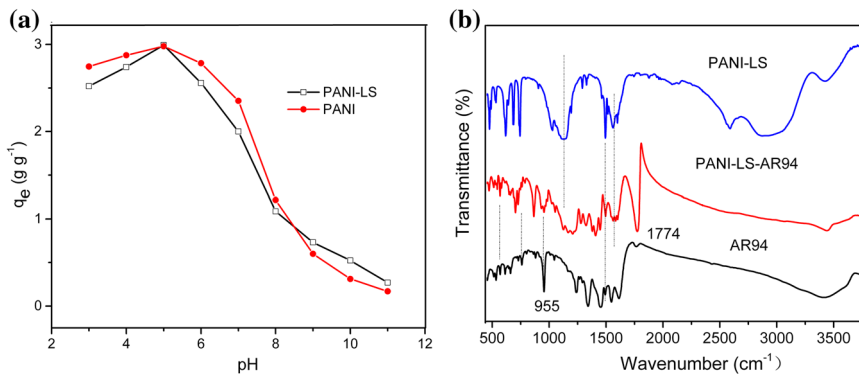 (a)
3
2
1
0
qe (g g-1)
PANI-LS
PANI
2 4 6 8 10 12
pH
(b)
Transmittance (%)
PANI-LS
PANI-LS-AR94
1774
AR94
955
500 1000 1500 2000 2500 3000 3500
Wavenumber (cm-1)